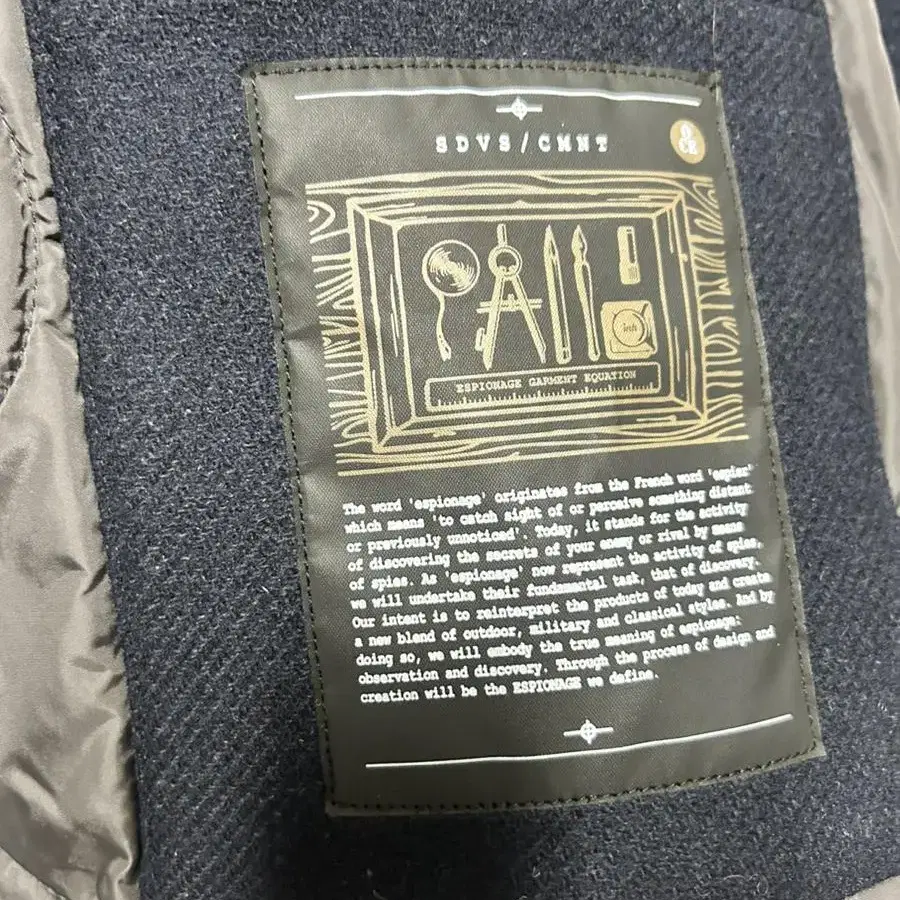 SDVS/CMNT
inch
ESPIONAGE GARMENT EQUATION
The word 'espionage' originates from the French word 'espier'
which means 'to catch sight of or perceive something distant
or previously unnoticed'. Today, it stands for the activity
of discovering the secrets of your enemy or rival by means
of spies. As 'espionage' now represent the activity of spies,
we will undertake their fundamental task, that of discovery.
Our intent is to reinterpret the products of today and create
a new blend of outdoor, military and classical styles. And by
doing so, we will embody the true meaning of espionage:
observation and discovery. Through the process of design and
creation will be the ESPIONAGE we define.